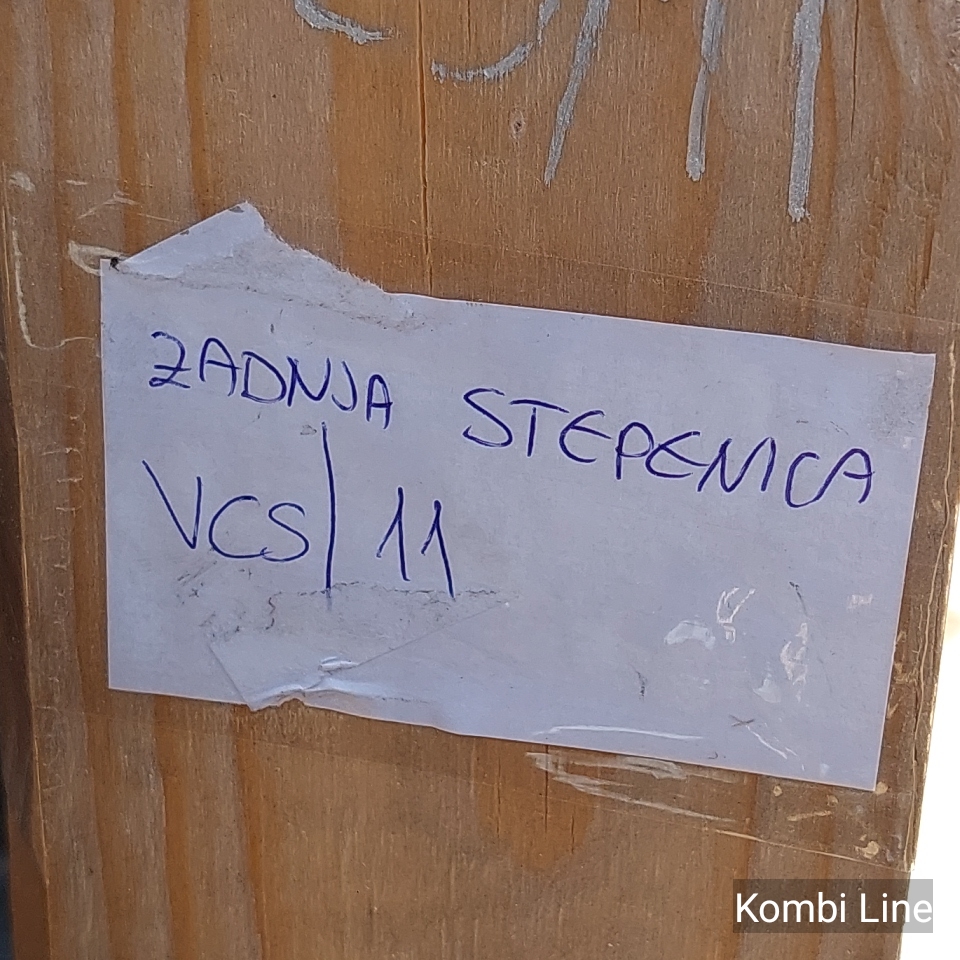 ZADNJA STEPENICA
VCS/11
Kombi Line